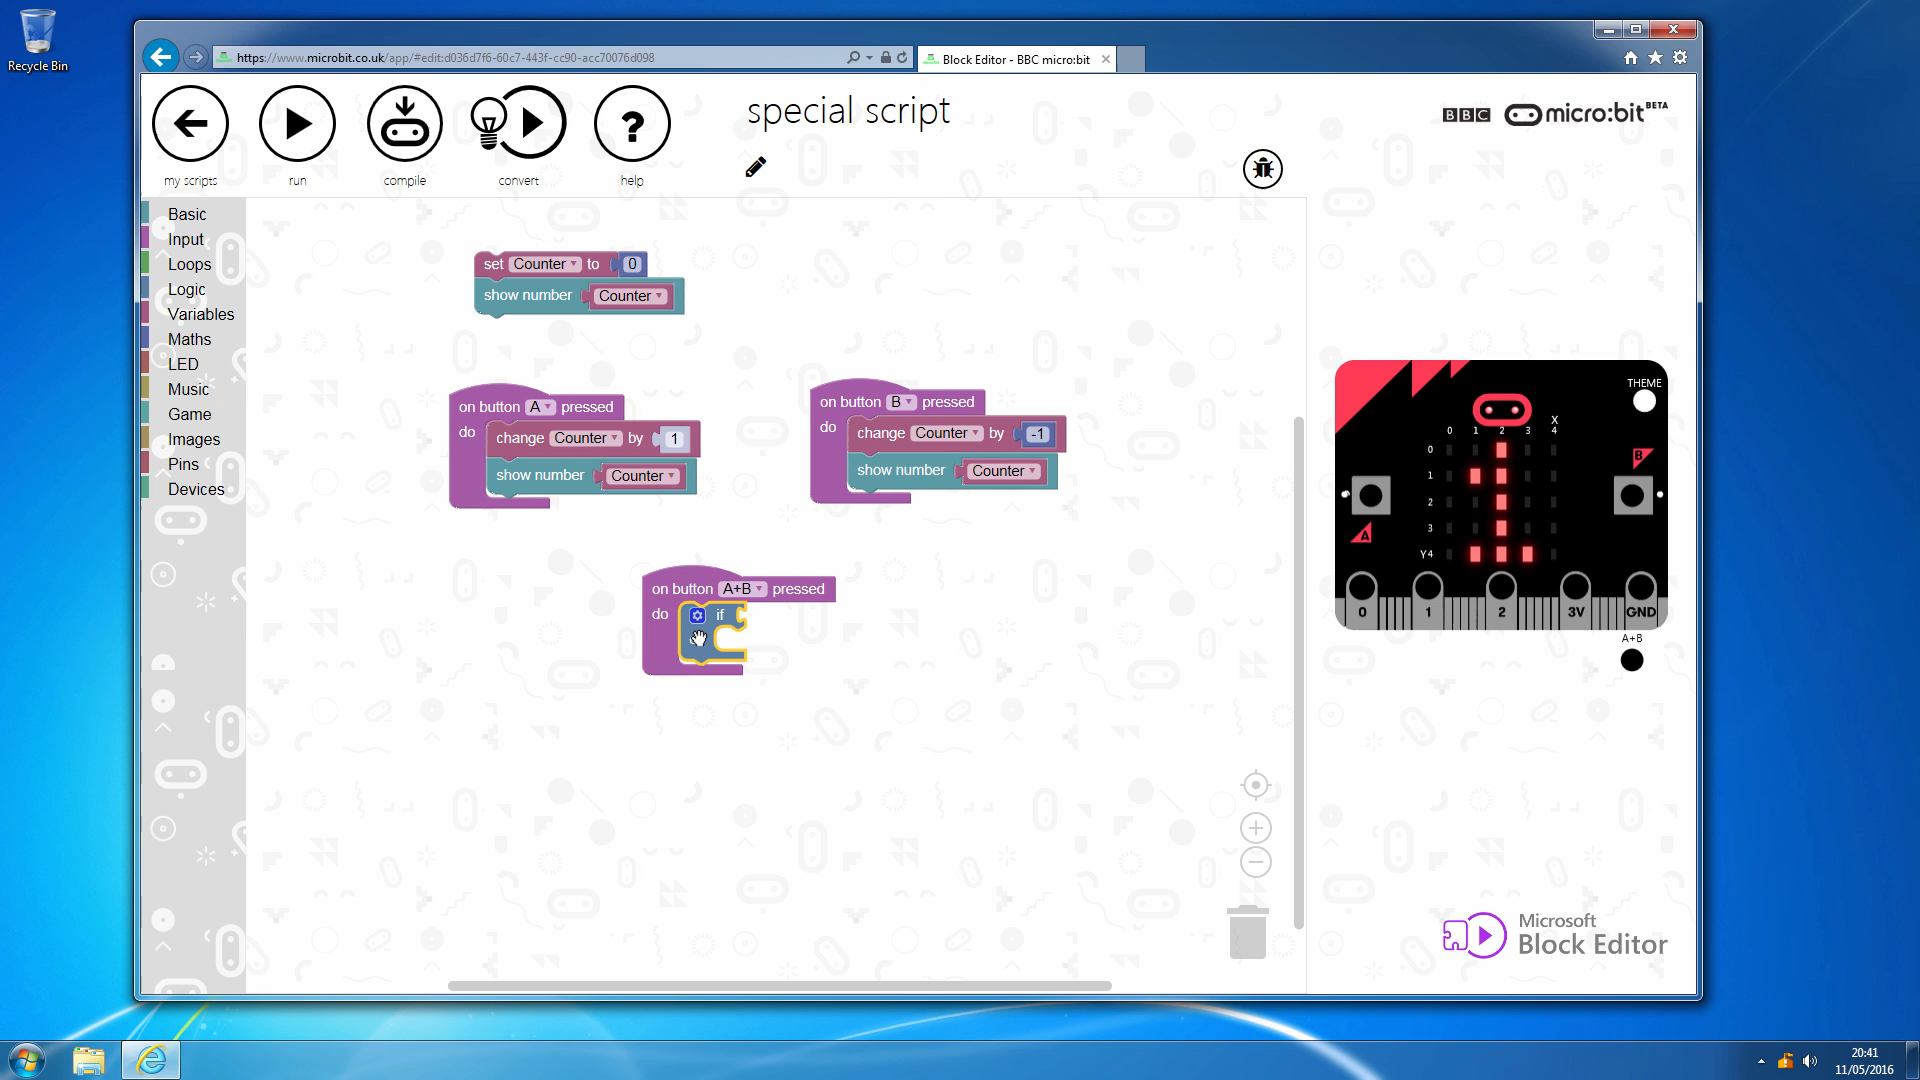 Recycle Bin
https://www.microbit.co.uk/app/#edit:d036d7f6-60c7-443f-cc90-acc70076d098
Block Editor - BBC micro:bit
my scripts
run
compile
convert
?
help
special script
BBC micro:bit BETA
Basic
Input
Loops
Logic
Variables
Maths
LED
Music
Game
Images
Pins
Devices
set Counter to 0
show number Counter
on button A pressed
do change Counter by 1
show number Counter
on button B pressed
do change Counter by -1
show number Counter
on button A+B pressed
do if
THEME
X
0 1 2 3 4
0
1
2
3
Y4
A
B
0 1 2 3V GND
A+B
Microsoft
Block Editor
20:41
11/05/2016